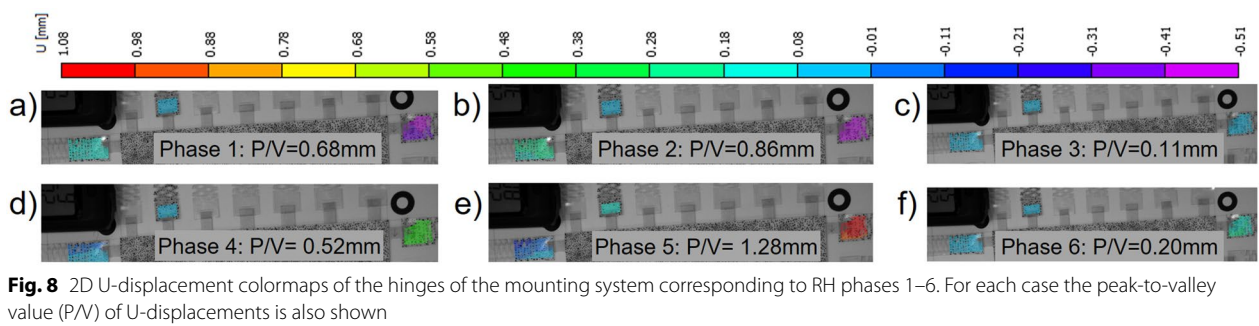 U [mm]
1.08 0.98 0.88 0.78 0.68 0.58 0.48 0.38 0.28 0.18 0.08 -0.01 -0.11 -0.21 -0.31 -0.41 -0.51
a) Phase 1: P/V=0.68mm
b) Phase 2: P/V=0.86mm
c) Phase 3: P/V=0.11mm
d) Phase 4: P/V= 0.52mm
e) Phase 5: P/V= 1.28mm
f) Phase 6: P/V=0.20mm
Fig. 8 2D U-displacement colormaps of the hinges of the mounting system corresponding to RH phases 1–6. For each case the peak-to-valley
value (P/V) of U-displacements is also shown